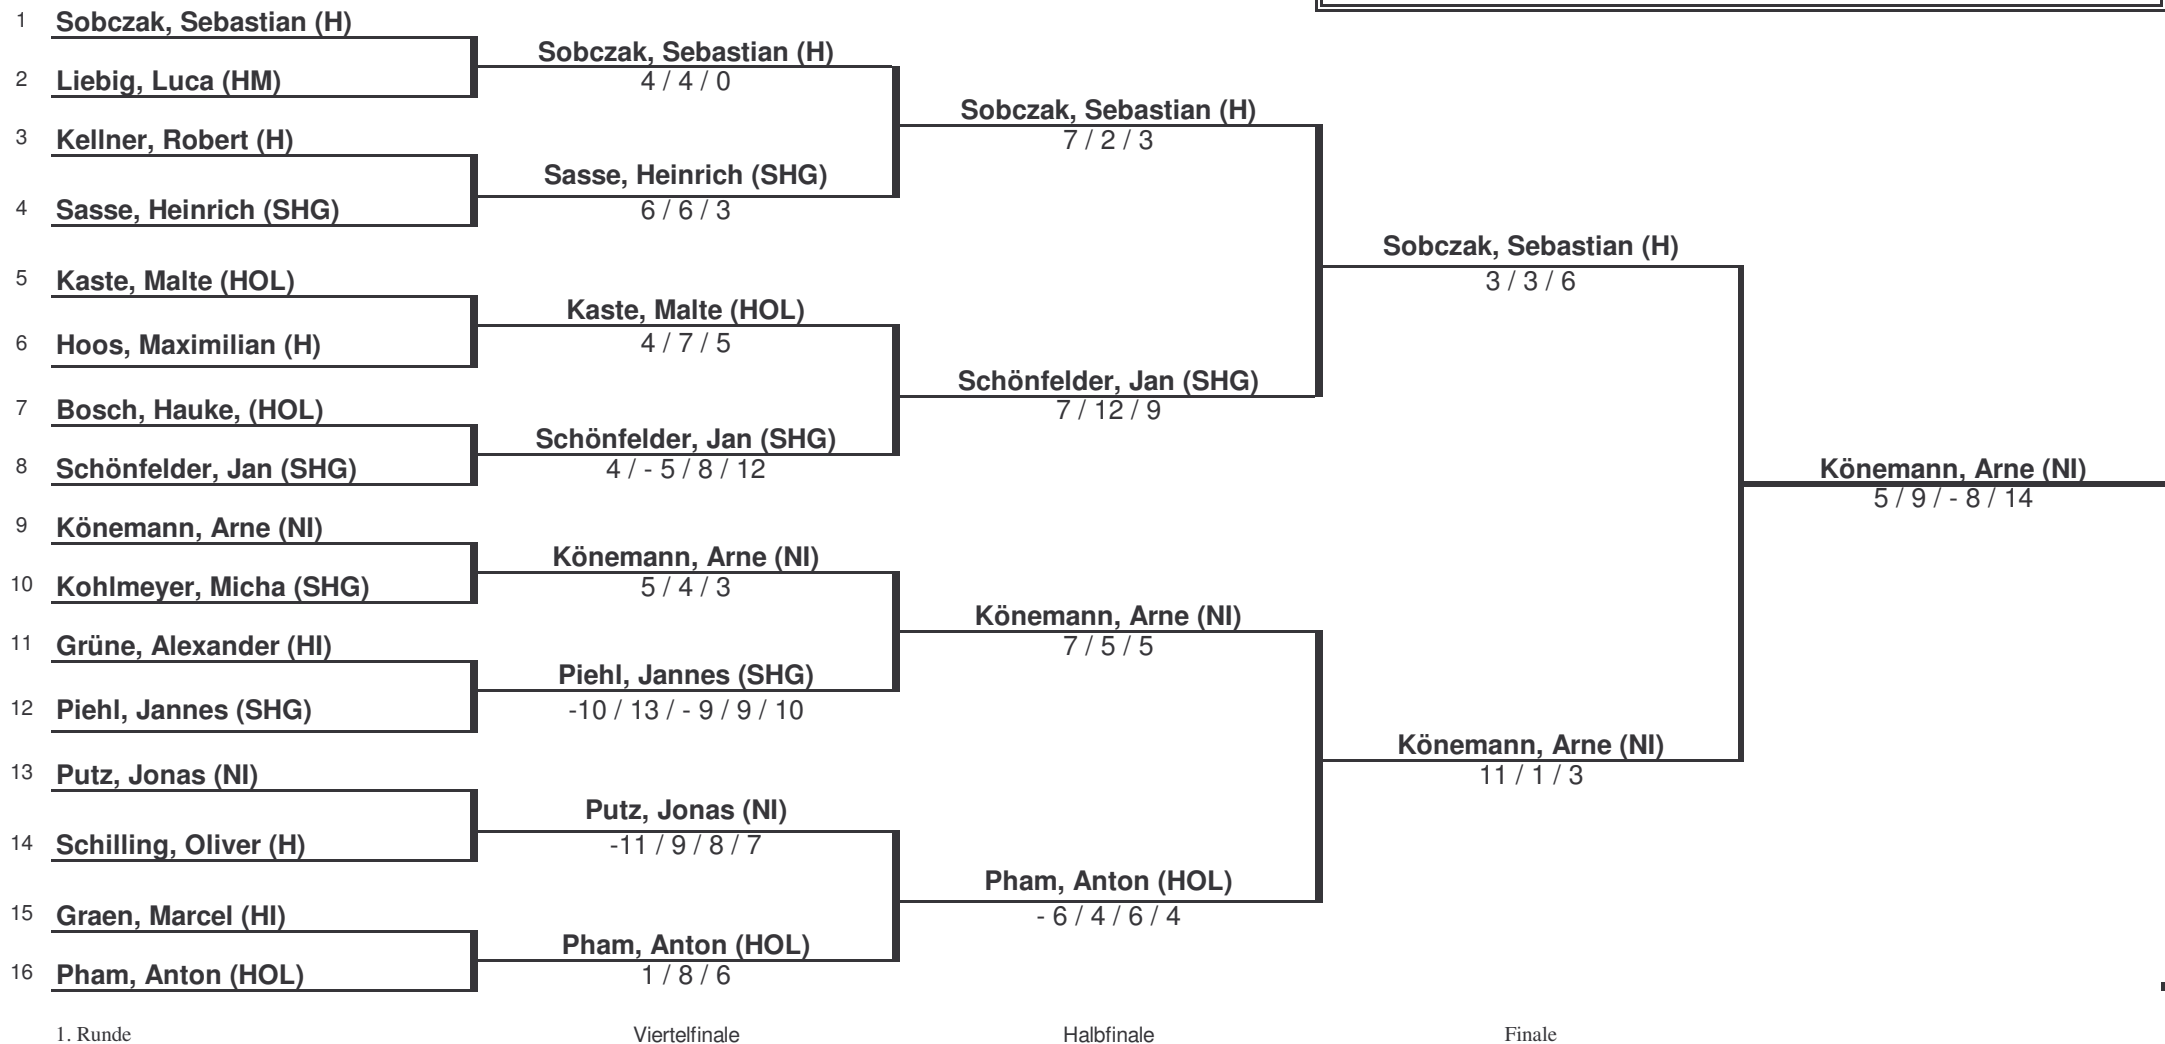 1 Sobczak, Sebastian (H)
2 Liebig, Luca (HM)
3 Kellner, Robert (H)
4 Sasse, Heinrich (SHG)
5 Kaste, Malte (HOL)
6 Hoos, Maximilian (H)
7 Bosch, Hauke, (HOL)
8 Schönfelder, Jan (SHG)
9 Könemann, Arne (NI)
10 Kohlmeyer, Micha (SHG)
11 Grüne, Alexander (HI)
12 Piehl, Jannes (SHG)
13 Putz, Jonas (NI)
14 Schilling, Oliver (H)
15 Graen, Marcel (HI)
16 Pham, Anton (HOL)
1. Runde
Sobczak, Sebastian (H)
4 / 4 / 0
Sasse, Heinrich (SHG)
6 / 6 / 3
Kaste, Malte (HOL)
4 / 7 / 5
Schönfelder, Jan (SHG)
4 / - 5 / 8 / 12
Könemann, Arne (NI)
5 / 4 / 3
Piehl, Jannes (SHG)
-10 / 13 / - 9 / 9 / 10
Putz, Jonas (NI)
-11 / 9 / 8 / 7
Pham, Anton (HOL)
1 / 8 / 6
Viertelfinale
Sobczak, Sebastian (H)
7 / 2 / 3
Schönfelder, Jan (SHG)
7 / 12 / 9
Könemann, Arne (NI)
7 / 5 / 5
Pham, Anton (HOL)
- 6 / 4 / 6 / 4
Halbfinale
Sobczak, Sebastian (H)
3 / 3 / 6
Könemann, Arne (NI)
11 / 1 / 3
Finale
Könemann, Arne (NI)
5 / 9 / - 8 / 14